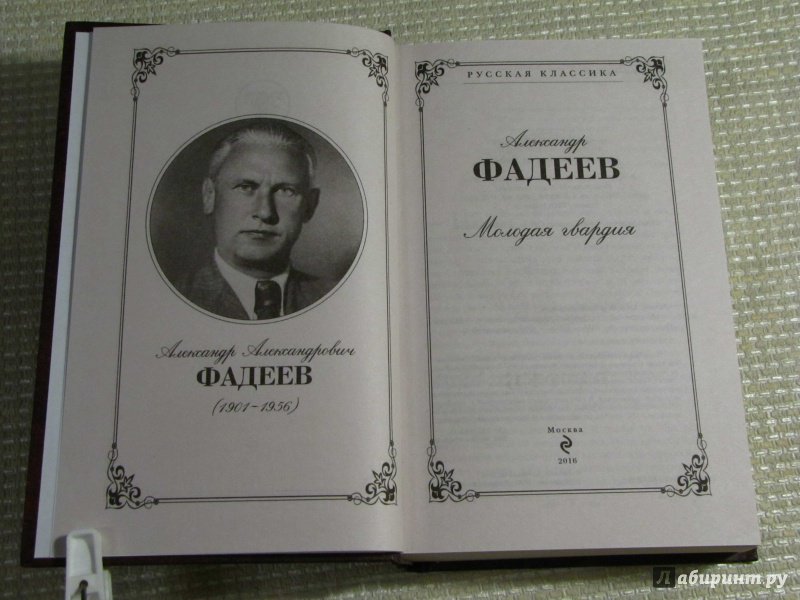 Александр Александрович
ФАДЕЕВ
(1901–1956)
РУССКАЯ КЛАССИКА
Александр
ФАДЕЕВ
Молодая гвардия
Москва
2016
Лабиринт.ру